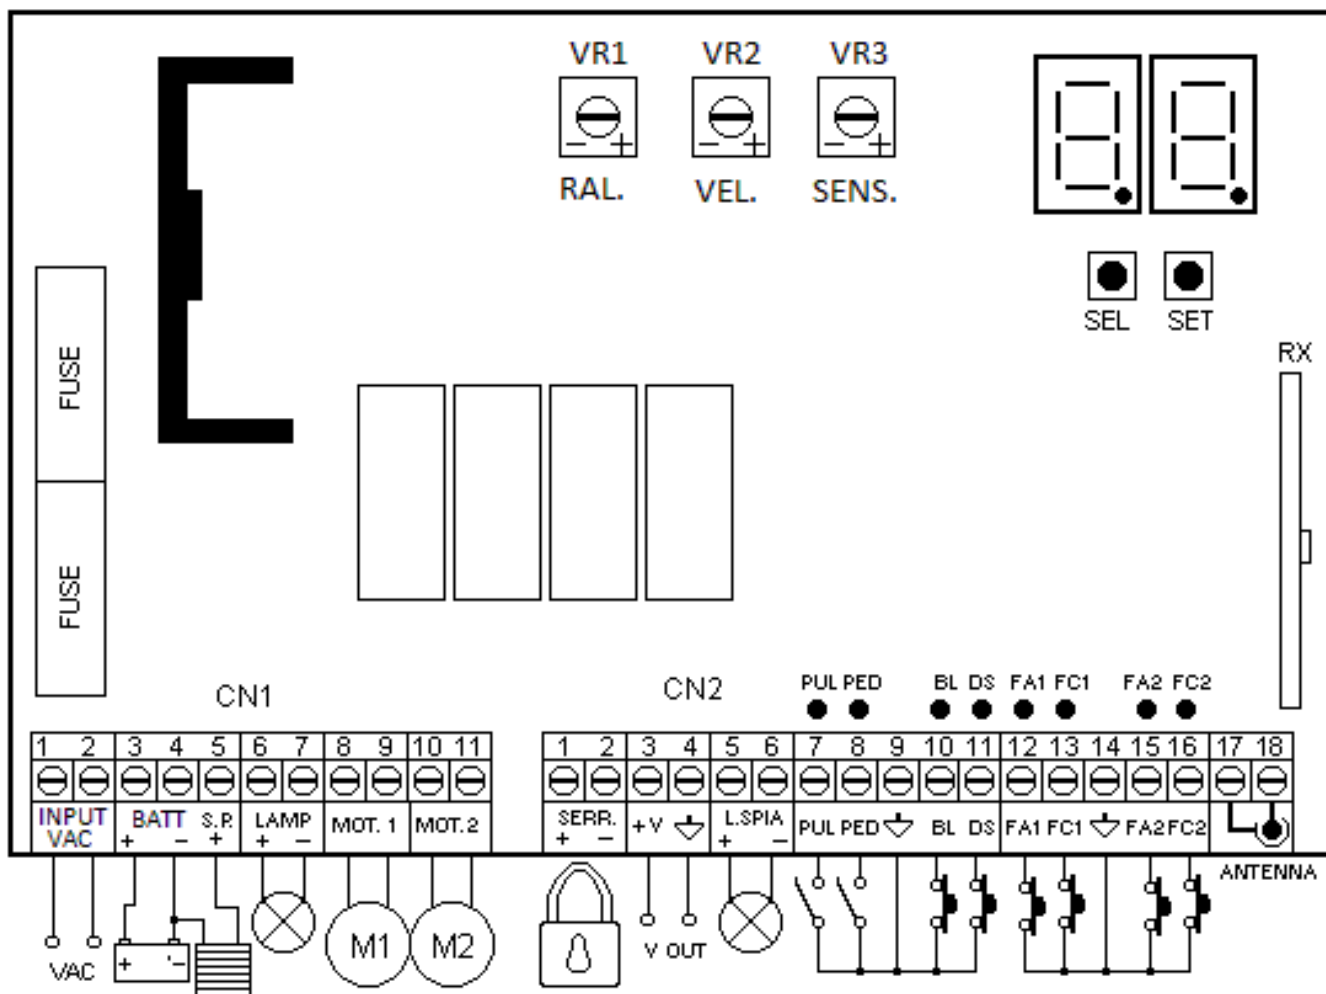 VR1 VR2 VR3
− + − + − +
RAL. VEL. SENS.
SEL SET
RX
FUSE
FUSE
CN1 CN2
PUL PED BL DS FA1 FC1 FA2 FC2
1 2 3 4 5 6 7 8 9 10 11
1 2 3 4 5 6 7 8 9 10 11 12 13 14 15 16 17 18
INPUT VAC
BATT + −
S.P. +
LAMP + −
MOT. 1
MOT. 2
SERR. + −
+V
L.SPIA + −
PUL PED BL DS FA1 FC1 FA2 FC2
ANTENNA
VAC
+ −
M1 M2
V OUT